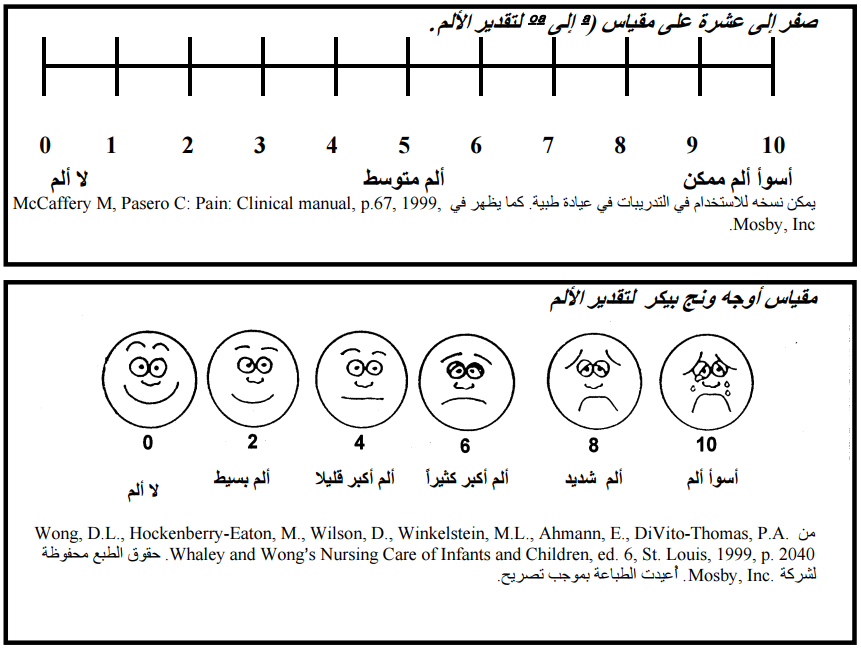 صفر إلى عشرة على مقياس (a إلى oa لتقدير الألم.
0 1 2 3 4 5 6 7 8 9 10
لا ألم ألم متوسط أسوأ ألم ممكن
يمكن نسخه للاستخدام في التدريبات في عيادة طبية. كما يظهر في McCaffery M, Pasero C: Pain: Clinical manual, p.67, 1999,
Mosby, Inc.
مقياس أوجه ونج بيكر لتقدير الألم
0 2 4 6 8 10
لا ألم ألم بسيط ألم أكبر قليلا ألم أكبر كثيراً ألم شديد أسوأ ألم
من Wong, D.L., Hockenberry-Eaton, M., Wilson, D., Winkelstein, M.L., Ahmann, E., DiVito-Thomas, P.A.
Whaley and Wong's Nursing Care of Infants and Children, ed. 6, St. Louis, 1999, p. 2040. حقوق الطبع محفوظة
لشركة Mosby, Inc. أعيدت الطباعة بموجب تصريح.